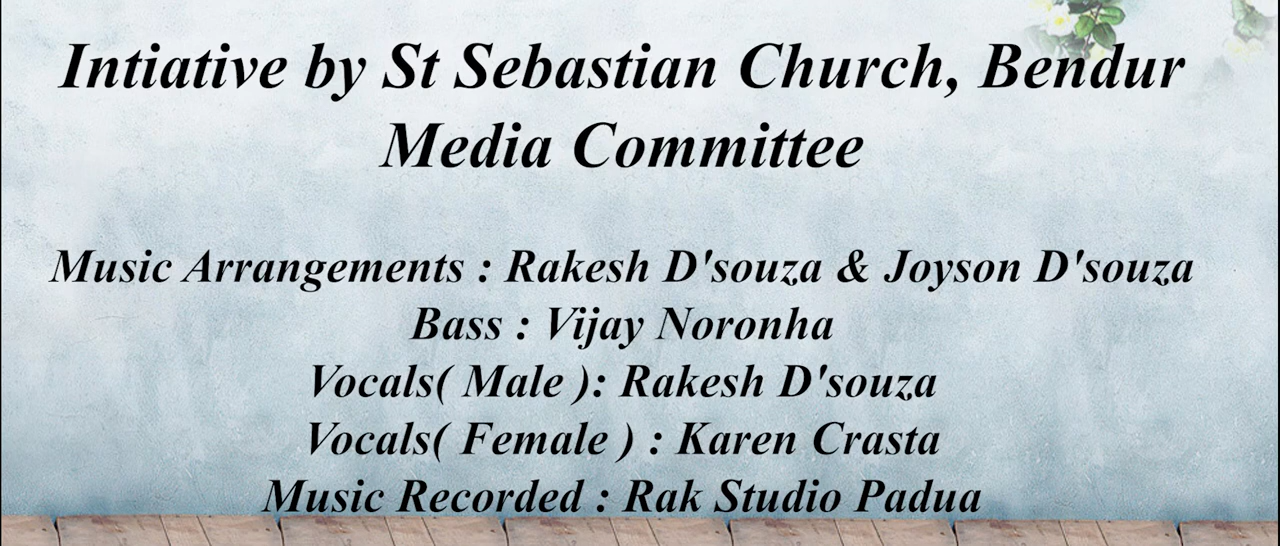 Intiative by St Sebastian Church, Bendur
Media Committee
Music Arrangements : Rakesh D'souza & Joyson D'souza
Bass : Vijay Noronha
Vocals( Male ): Rakesh D'souza
Vocals( Female ) : Karen Crasta
Music Recorded : Rak Studio Padua